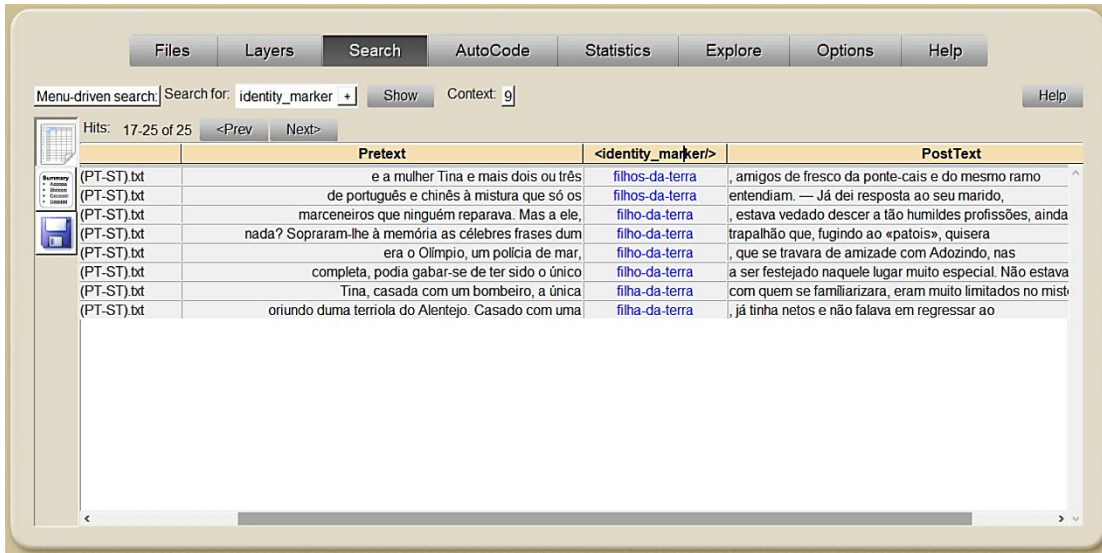 Files Layers Search AutoCode Statistics Explore Options Help
Menu-driven search: Search for: identity_marker + Show Context: 9 Help
Hits: 17-25 of 25 <Prev Next>
Pretext <identity_marker/> PostText
(PT-ST).txt e a mulher Tina e mais dois ou três filhos-da-terra , amigos de fresco da ponte-cais e do mesmo ramo
Summary
(PT-ST).txt de português e chinês à mistura que só os filhos-da-terra entendiam. — Já dei resposta ao seu marido,
(PT-ST).txt marceneiros que ninguém reparava. Mas a ele, filho-da-terra , estava vedado descer a tão humildes profissões, ainda
(PT-ST).txt nada? Sopraram-lhe à memória as célebres frases dum filho-da-terra trapalhão que, fugindo ao «patois», quisera
(PT-ST).txt era o Olímpio, um polícia de mar, filho-da-terra , que se travara de amizade com Adozindo, nas
(PT-ST).txt completa, podia gabar-se de ter sido o único filho-da-terra a ser festejado naquele lugar muito especial. Não estava
(PT-ST).txt Tina, casada com um bombeiro, a única filha-da-terra com quem se familiarizara, eram muito limitados no
(PT-ST).txt oriundo duma terriola do Alentejo. Casado com uma filha-da-terra , já tinha netos e não falava em regressar ao